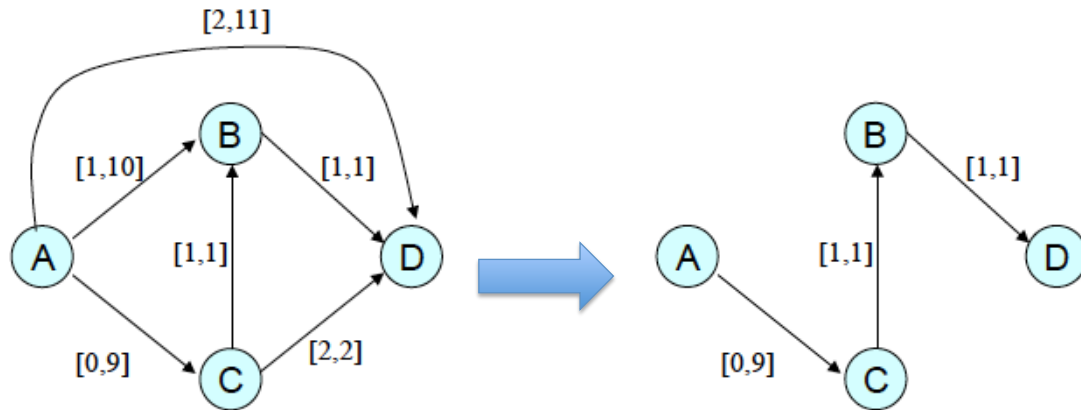 [2,11]
B
[1,10]
[1,1]
A
[1,1]
D
[0,9]
[2,2]
C
B
[1,1]
A
[1,1]
D
[0,9]
C